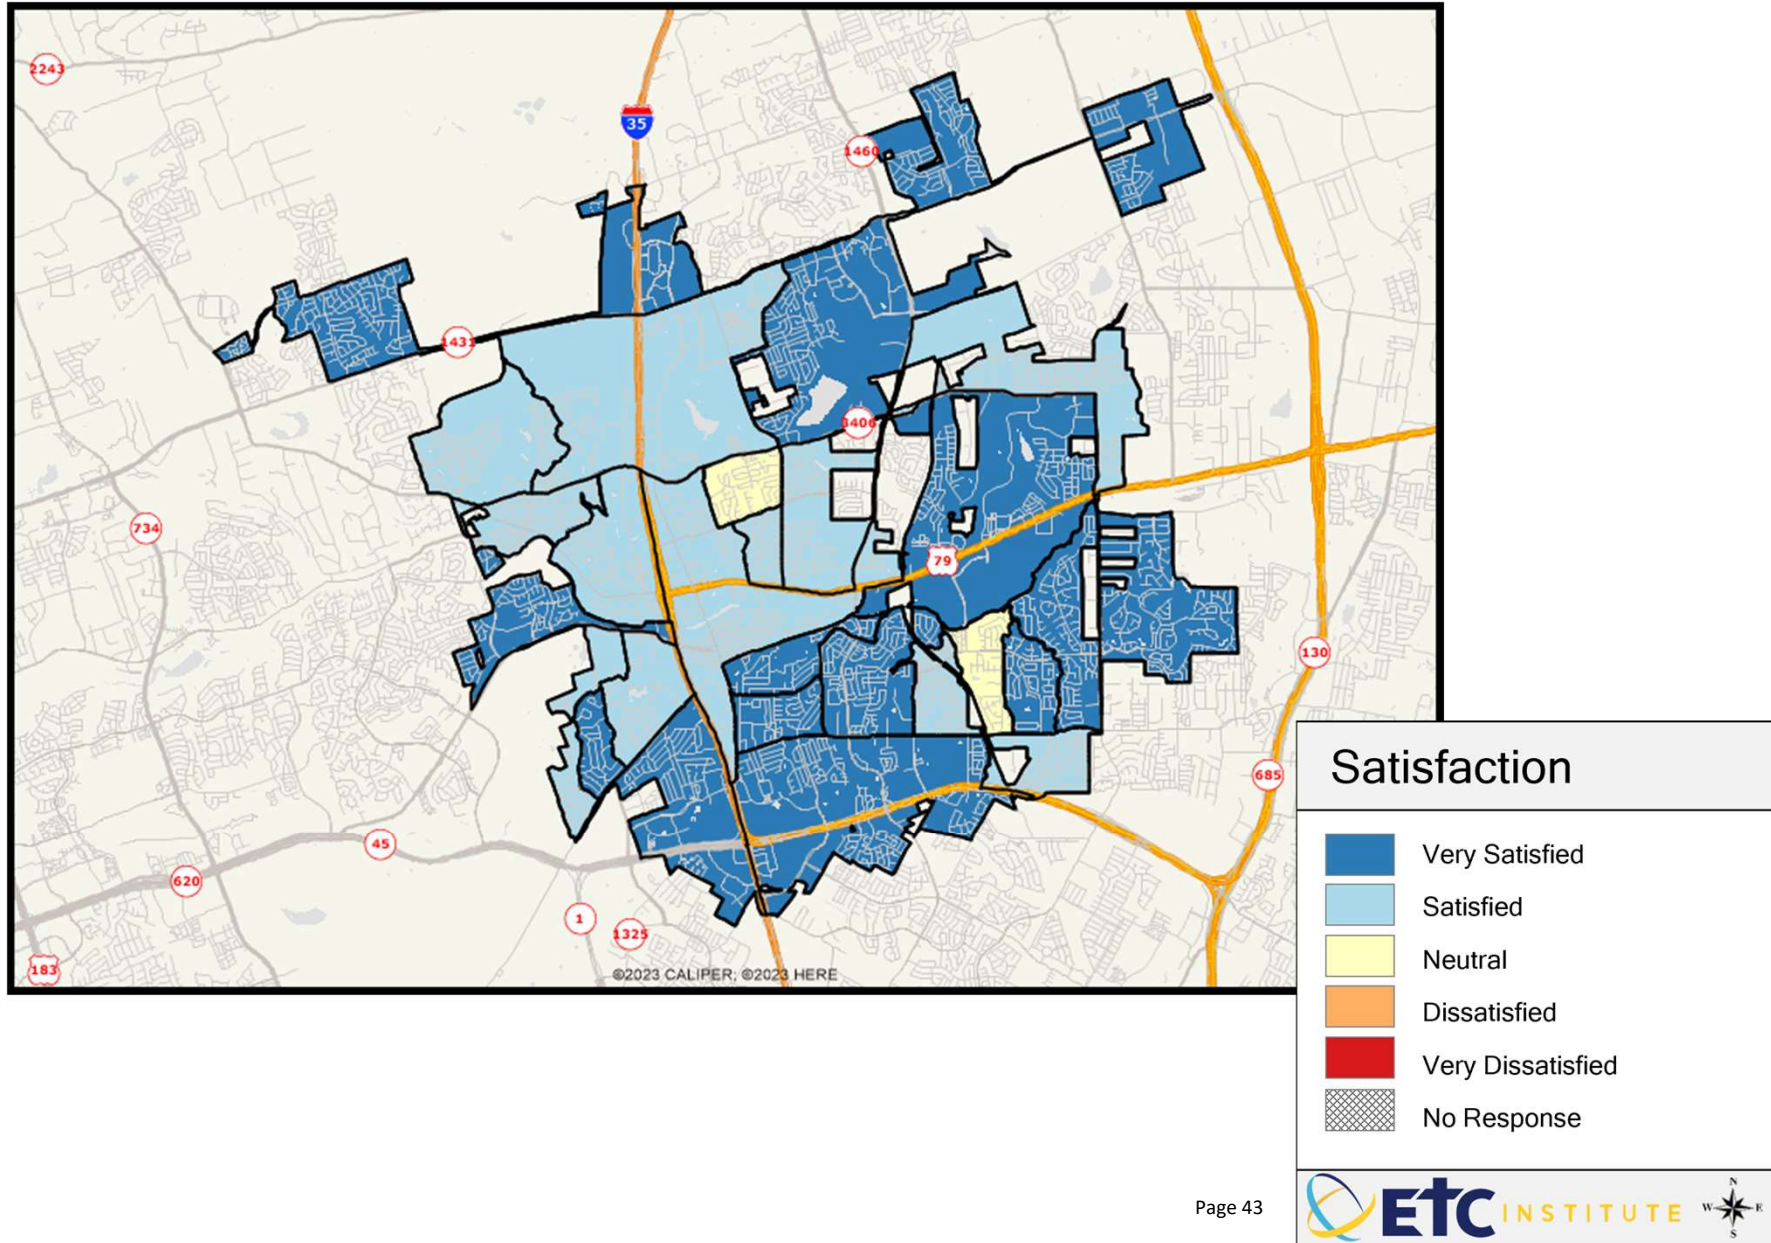 2243
35
1460
1431
3406
734
79
130
685
45
620
1
1325
183
©2023 CALIPER; ©2023 HERE
Satisfaction
Very Satisfied
Satisfied
Neutral
Dissatisfied
Very Dissatisfied
No Response
Page 43
ETC INSTITUTE
N
W E
S